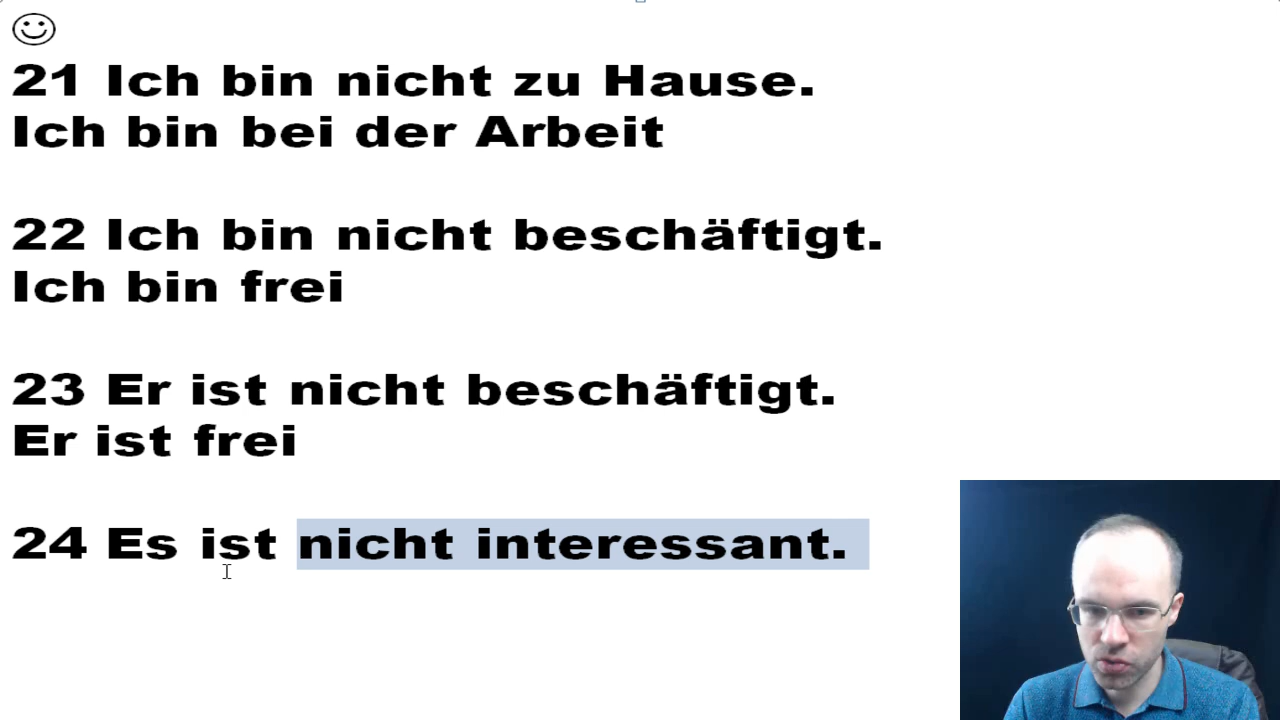 21 Ich bin nicht zu Hause.
Ich bin bei der Arbeit
22 Ich bin nicht beschäftigt.
Ich bin frei
23 Er ist nicht beschäftigt.
Er ist frei
24 Es ist nicht interessant.